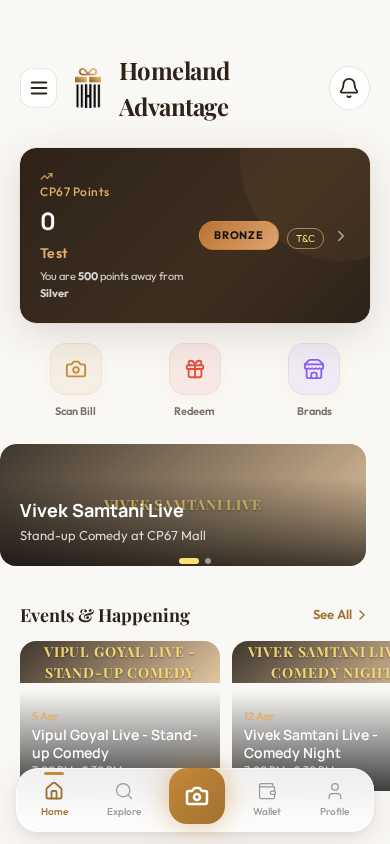 Homeland
Advantage
CP67 Points
0
Test
You are 500 points away from
Silver
BRONZE
T&C
Scan Bill
Redeem
Brands
VIVEK SAMTANI LIVE
Vivek Samtani Live
Stand-up Comedy at CP67 Mall
Events & Happening
See All
VIPUL GOYAL LIVE -
STAND-UP COMEDY
5 Apr
Vipul Goyal Live - Stand-
up Comedy
VIVEK SAMTANI LIV
COMEDY NIGHT
12 Apr
Vivek Samtani Live -
Comedy Night
Home
Explore
Wallet
Profile